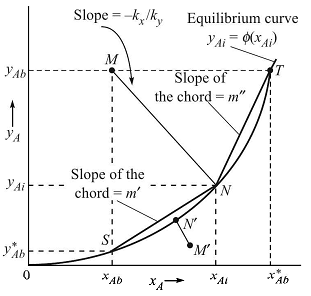 Slope = –kx/ky
Equilibrium curve
yAi = ϕ(xAi)
yAb
M
T
Slope of
the chord = m″
yA
yAi
N
Slope of the
chord = m′
N′
S
M′
y*Ab
0
xAb
xA
xAi
x*Ab